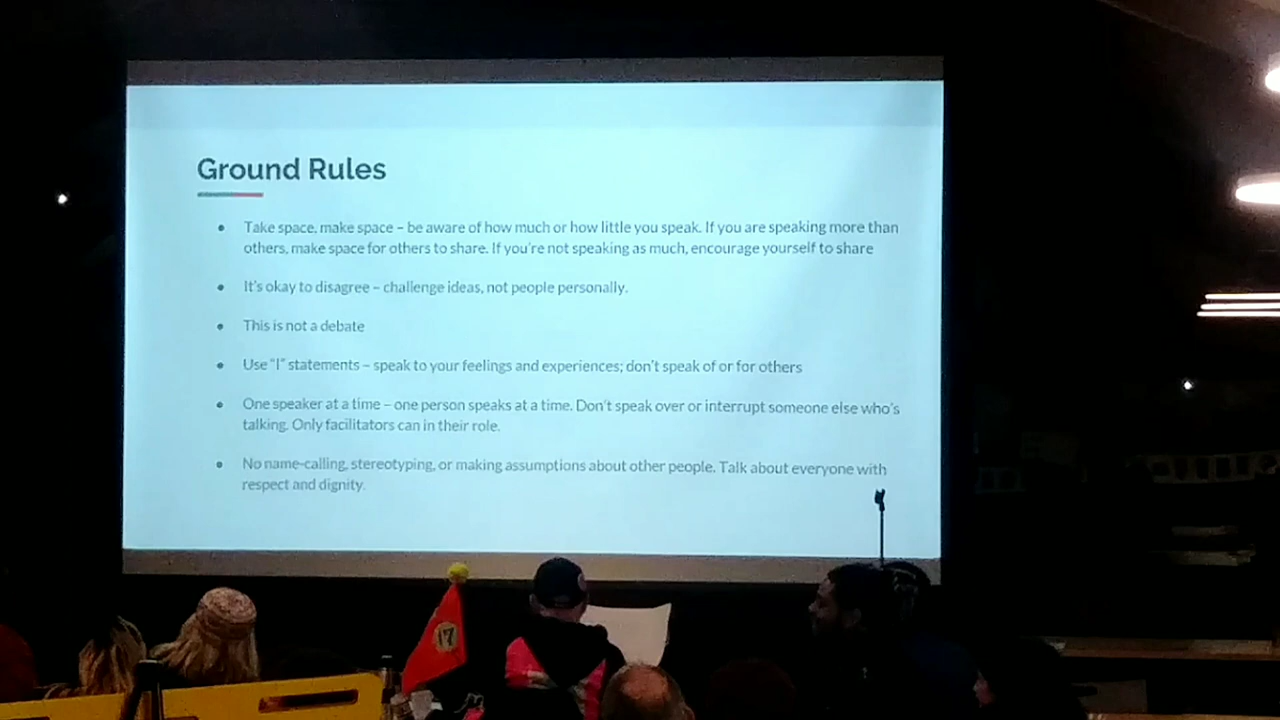 Ground Rules
Take space, make space – be aware of how much or how little you speak. If you are speaking more than
others, make space for others to share. If you're not speaking as much, encourage yourself to share
It's okay to disagree – challenge ideas, not people personally.
This is not a debate
Use "I" statements – speak to your feelings and experiences; don't speak of or for others
One speaker at a time – one person speaks at a time. Don't speak over or interrupt someone else who's
talking. Only facilitators can in their role.
No name-calling, stereotyping, or making assumptions about other people. Talk about everyone with
respect and dignity.
17